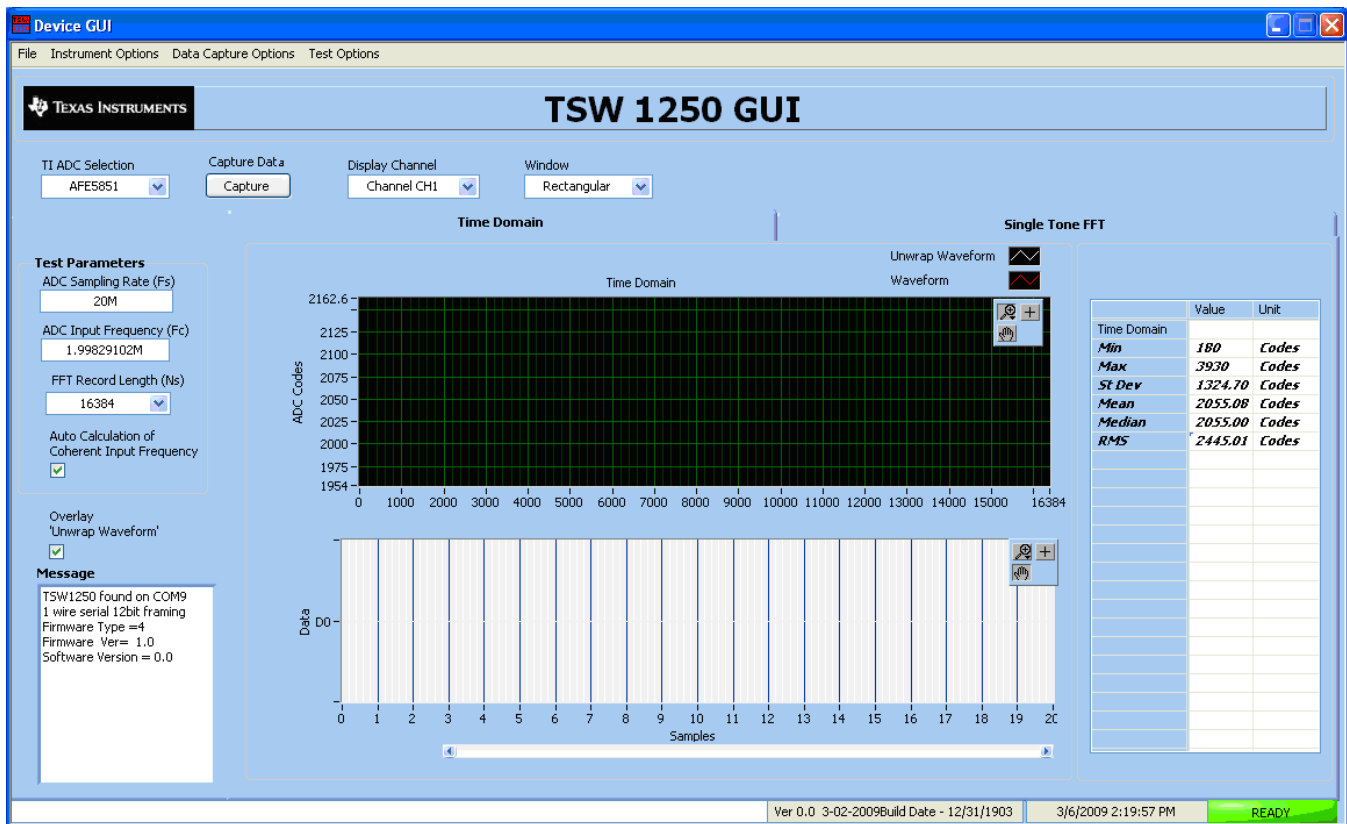 Device GUI
File Instrument Options Data Capture Options Test Options
TEXAS INSTRUMENTS
TSW 1250 GUI
TI ADC Selection
AFE5851
Capture Data
Capture
Display Channel
Channel CH1
Window
Rectangular
Time Domain
Single Tone FFT
Test Parameters
ADC Sampling Rate (Fs)
20M
ADC Input Frequency (Fc)
1.99829102M
FFT Record Length (Ns)
16384
Auto Calculation of
Coherent Input Frequency
Overlay
'Unwrap Waveform'
Message
TSW1250 found on COM9
1 wire serial 12bit framing
Firmware Type =4
Firmware Ver= 1.0
Software Version = 0.0
Unwrap Waveform
Waveform
Time Domain
ADC Codes
2162.6
2125
2100
2075
2050
2025
2000
1975
1954
0 1000 2000 3000 4000 5000 6000 7000 8000 9000 10000 11000 12000 13000 14000 15000 16384
Data
D0
0 1 2 3 4 5 6 7 8 9 10 11 12 13 14 15 16 17 18 19 20
Samples
Value Unit
Time Domain
Min 180 Codes
Max 3930 Codes
St Dev 1324.70 Codes
Mean 2055.08 Codes
Median 2055.00 Codes
RMS 2445.01 Codes
Ver 0.0 3-02-2009Build Date - 12/31/1903
3/6/2009 2:19:57 PM
READY